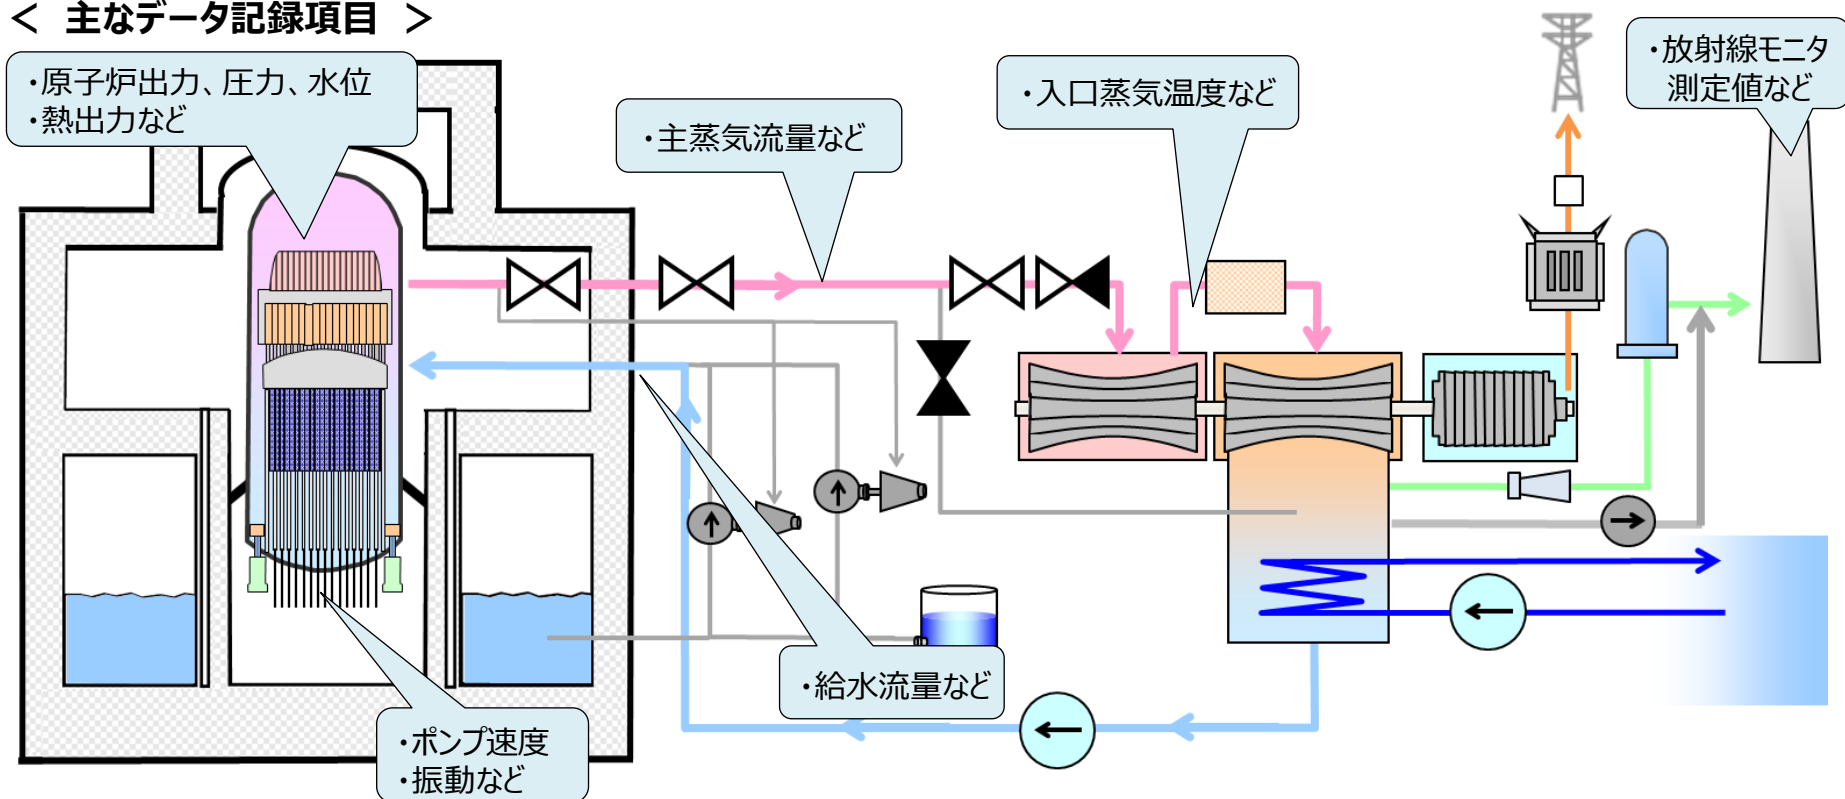 ＜ 主なデータ記録項目 ＞
・原子炉出力、圧力、水位
・熱出力など
・主蒸気流量など
・入口蒸気温度など
・放射線モニタ
測定値など
・給水流量など
・ポンプ速度
・振動など